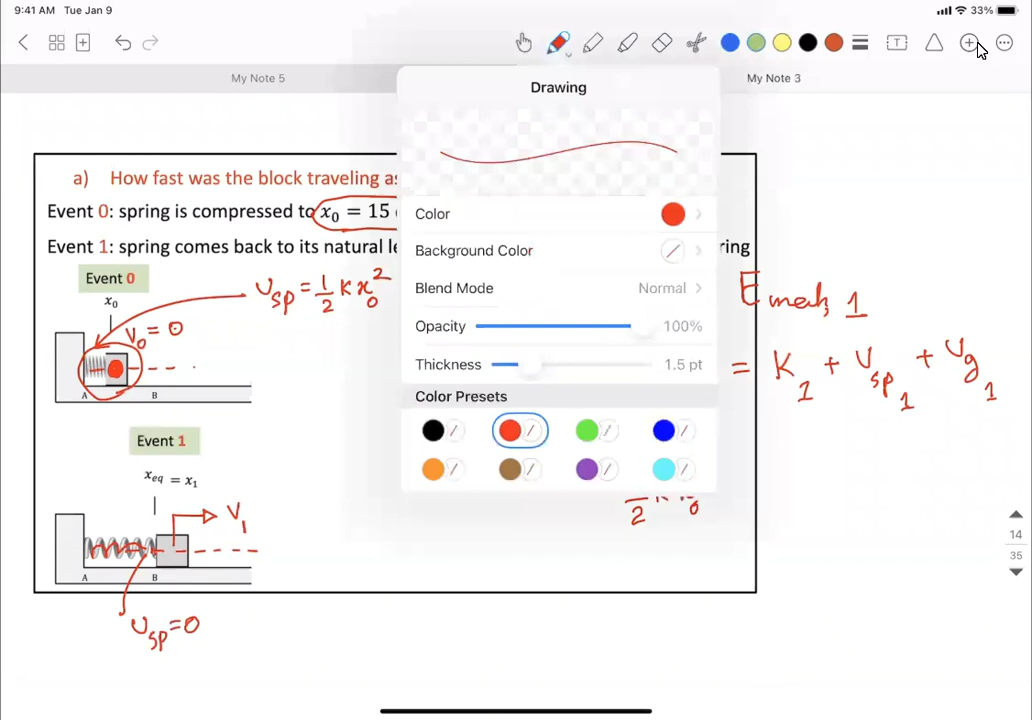 9:41 AM Tue Jan 9
33%
My Note 5
My Note 3
Drawing
Color
Background Color
Blend Mode
Normal
Opacity
100%
Thickness
1.5 pt
Color Presets
a) How fast was the block traveling as
Event 0: spring is compressed to x₀ = 15
Event 1: spring comes back to its natural le
ring
Event 0
x₀
V₀ = 0
U_sp = 1/2 K x₀²
A B
E mech, 1
= K₁ + U_sp₁ + U_g₁
Event 1
x_eq = x₁
V₁
A B
U_sp = 0
14
35